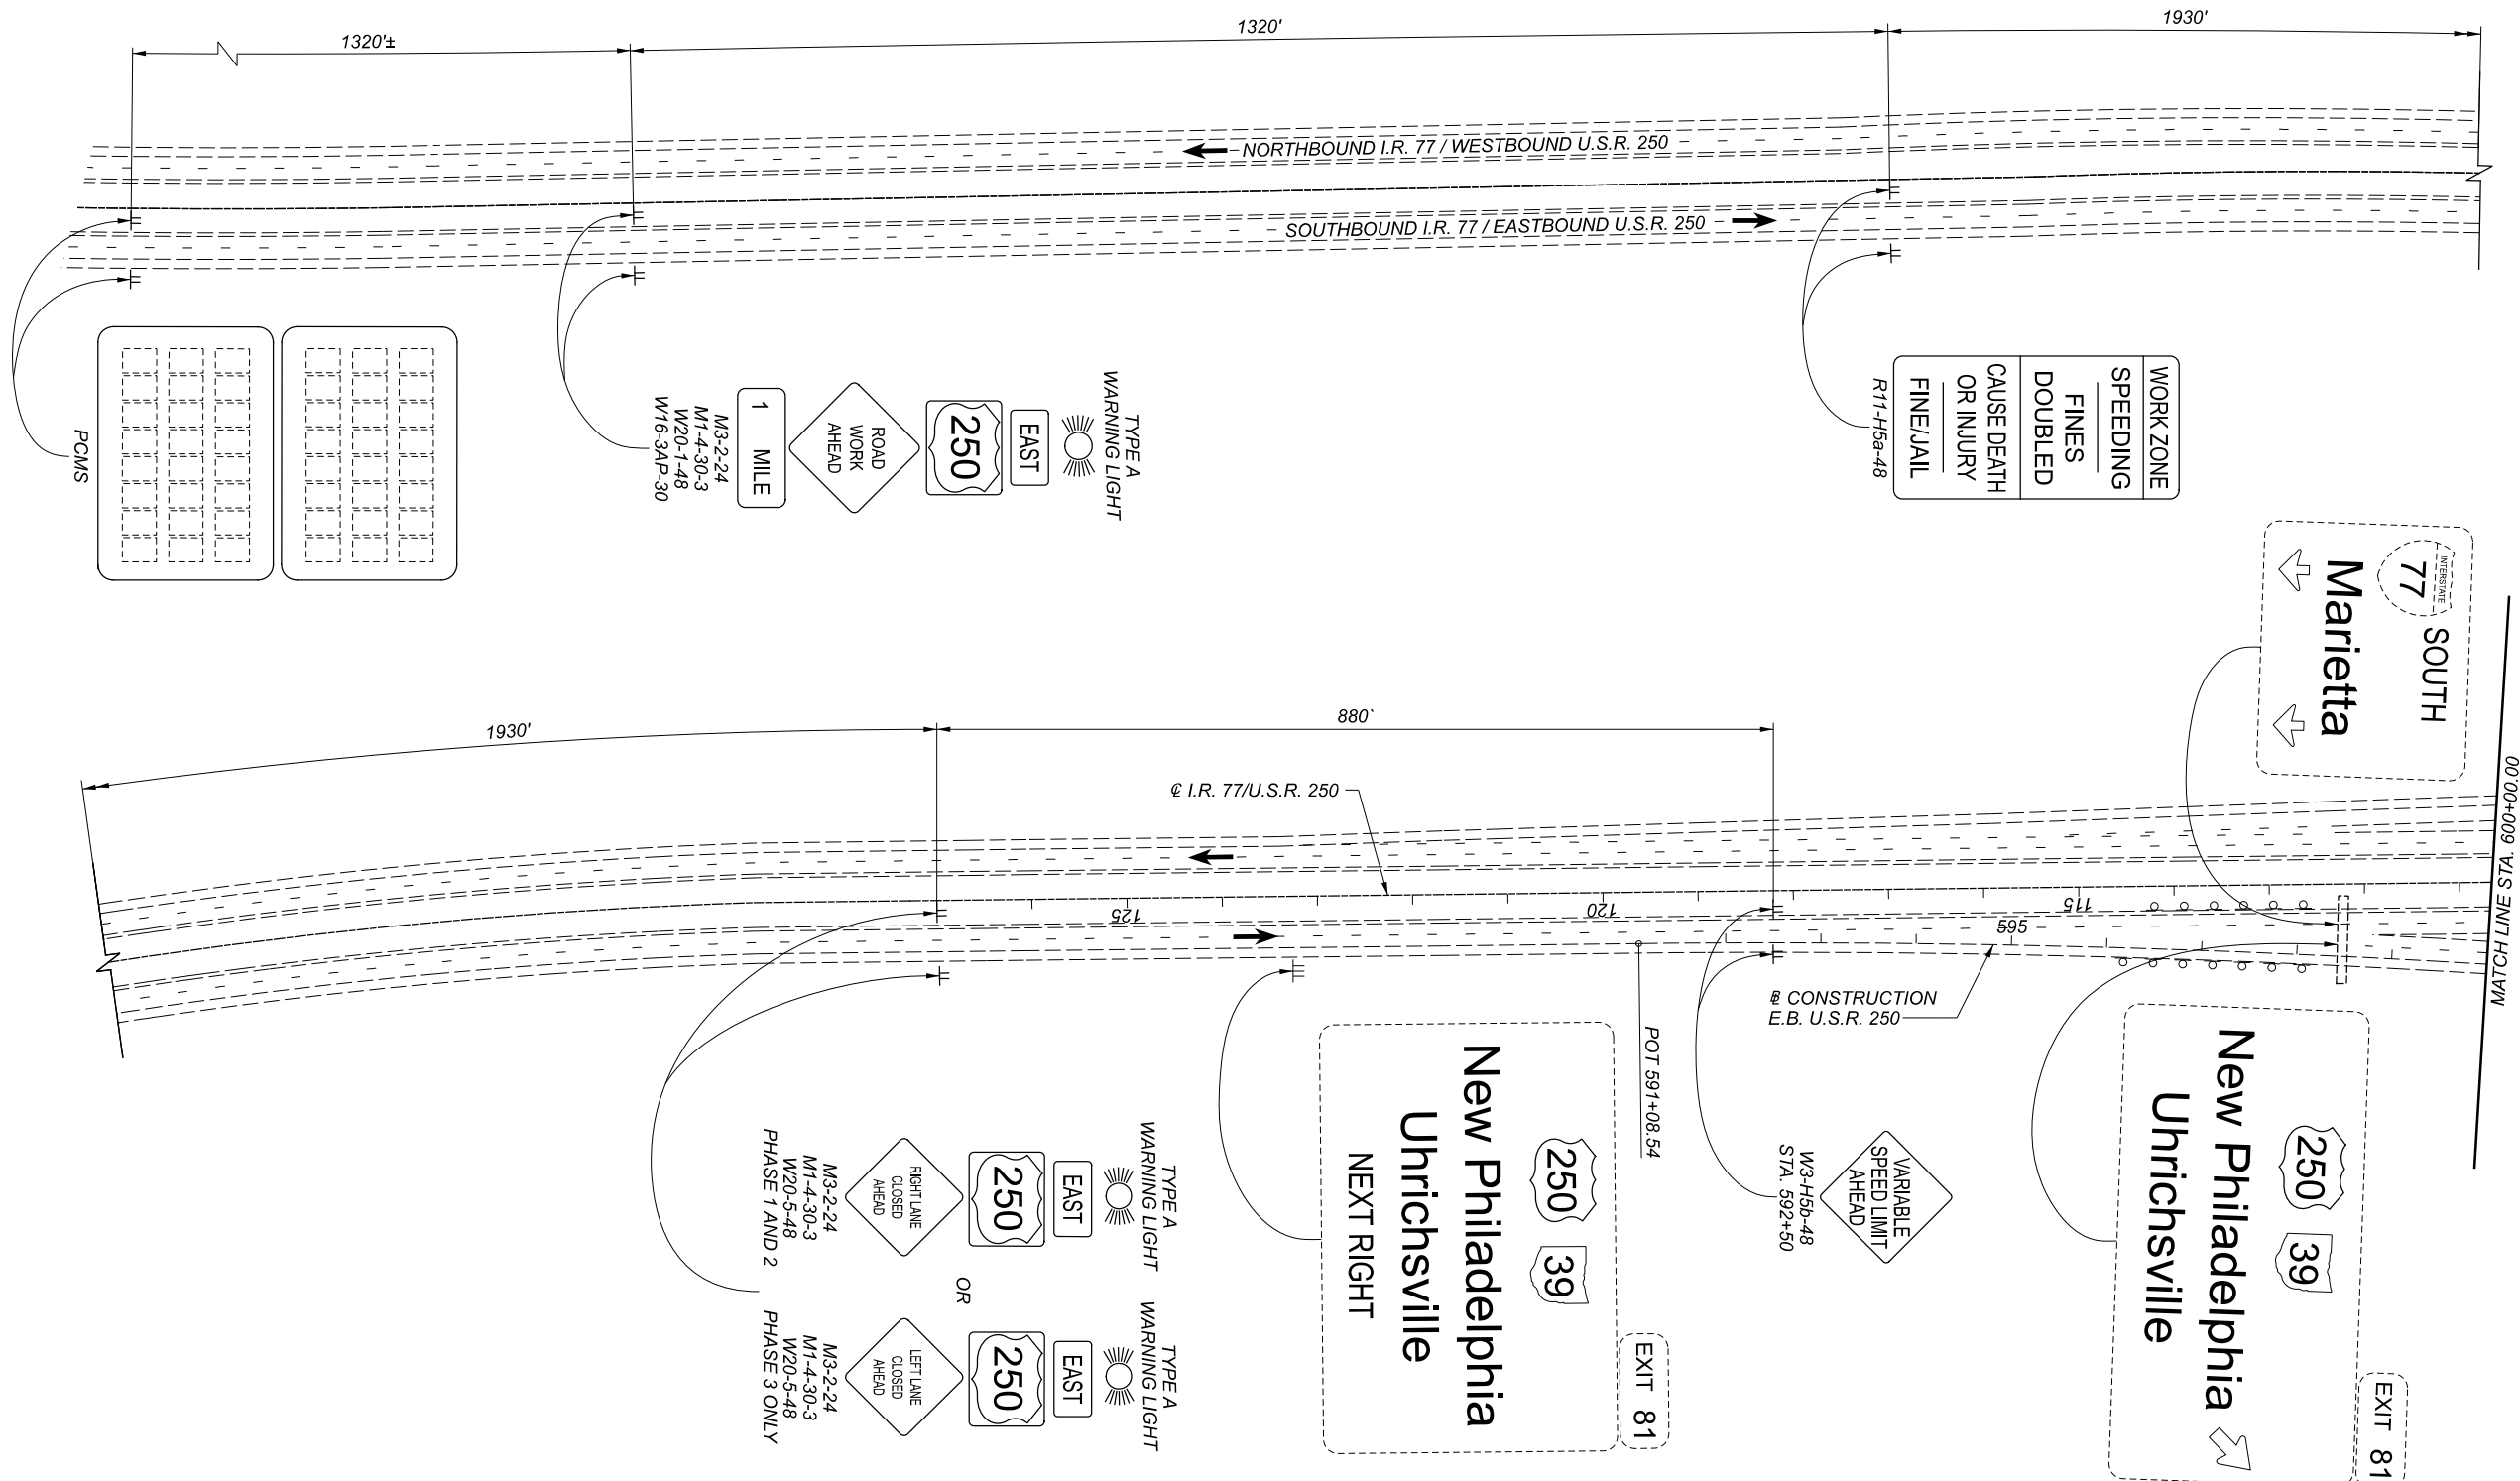 1320'±
1320'
1930'
NORTHBOUND I.R. 77 / WESTBOUND U.S.R. 250
SOUTHBOUND I.R. 77 / EASTBOUND U.S.R. 250
PCMS
TYPE A
WARNING LIGHT
EAST
250
ROAD
WORK
AHEAD
1 MILE
M3-2-24
M1-4-30-3
W20-1-48
W16-3AP-30
WORK ZONE
SPEEDING
FINES
DOUBLED
CAUSE DEATH
OR INJURY
FINE/JAIL
R11-H5a-48
INTERSTATE
77 SOUTH
Marietta
MATCH LINE STA. 600+00.00
1930'
880`
℄ I.R. 77/U.S.R. 250
125
120
115
595
POT 591+08.54
B CONSTRUCTION
E.B. U.S.R. 250
TYPE A
WARNING LIGHT
EAST
250
RIGHT LANE
CLOSED
AHEAD
M3-2-24
M1-4-30-3
W20-5-48
PHASE 1 AND 2
OR
TYPE A
WARNING LIGHT
EAST
250
LEFT LANE
CLOSED
AHEAD
M3-2-24
M1-4-30-3
W20-5-48
PHASE 3 ONLY
EXIT 81
250 39
New Philadelphia
Uhrichsville
NEXT RIGHT
VARIABLE
SPEED LIMIT
AHEAD
W3-H5b-48
STA. 592+50
EXIT 81
250 39
New Philadelphia
Uhrichsville